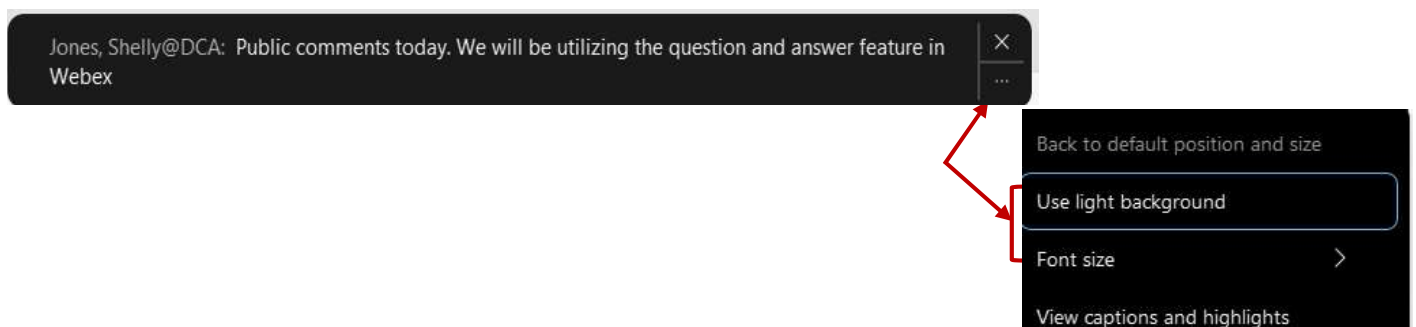 Jones, Shelly@DCA: Public comments today. We will be utilizing the question and answer feature in
Webex
...
Back to default position and size
Use light background
Font size
View captions and highlights